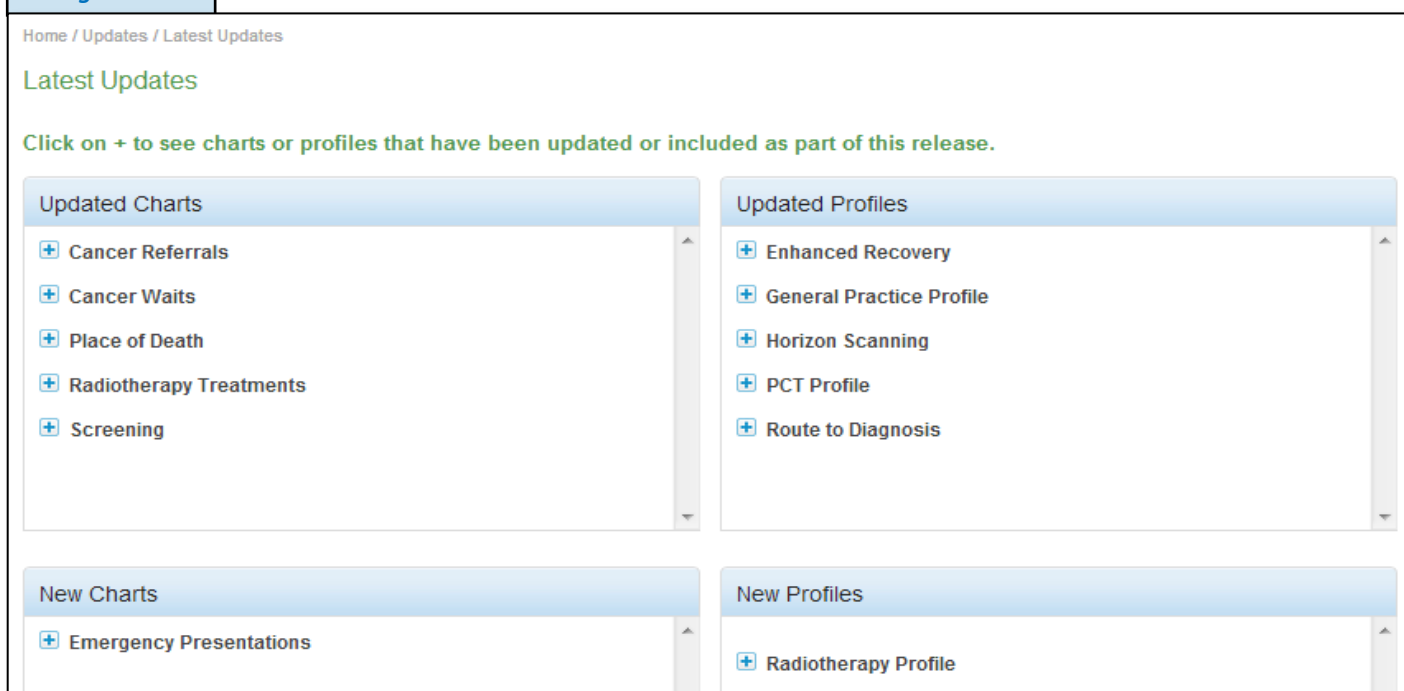 Home / Updates / Latest Updates
Latest Updates
Click on + to see charts or profiles that have been updated or included as part of this release.
Updated Charts
Cancer Referrals
Cancer Waits
Place of Death
Radiotherapy Treatments
Screening
Updated Profiles
Enhanced Recovery
General Practice Profile
Horizon Scanning
PCT Profile
Route to Diagnosis
New Charts
Emergency Presentations
New Profiles
Radiotherapy Profile